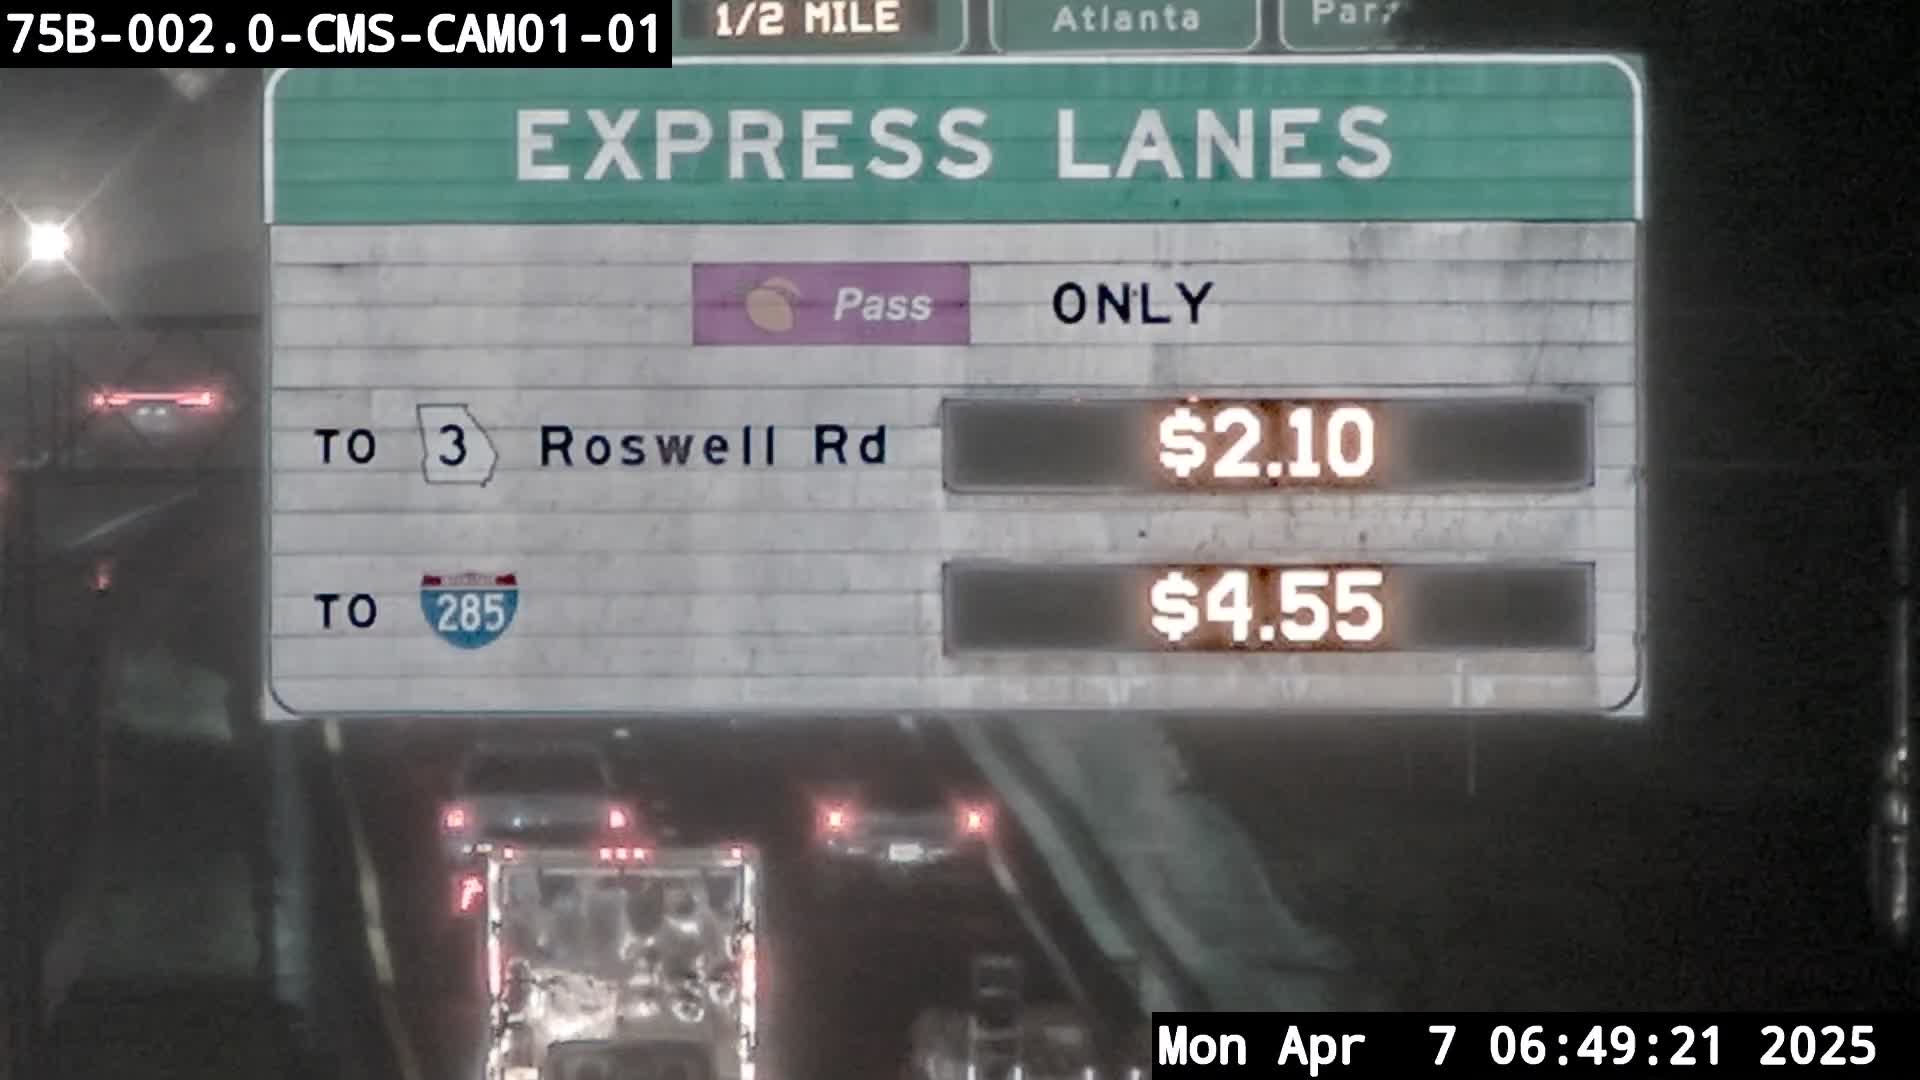 75B-002.0-CMS-CAM01-01
1/2 MILE
Atlanta
EXPRESS LANES
Pass ONLY
TO 3 Roswell Rd $2.10
TO 285 $4.55
Mon Apr 7 06:49:21 2025